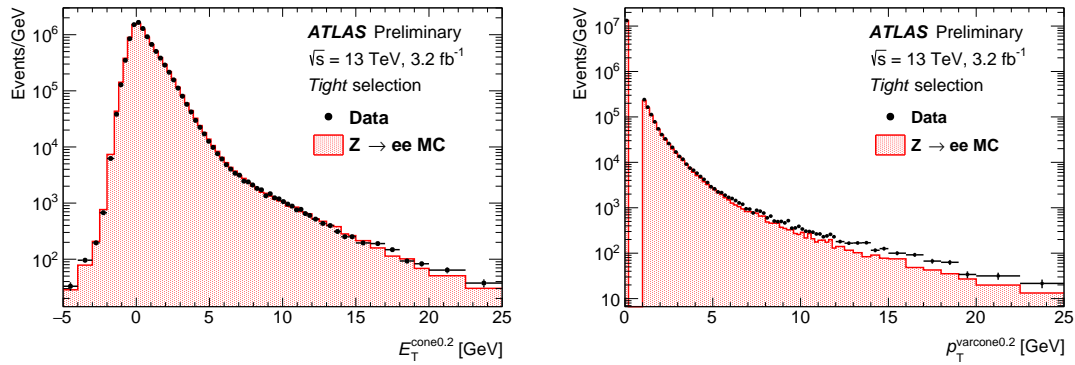 Events/GeV
10⁶
10⁵
10⁴
10³
10²
ATLAS Preliminary
√s = 13 TeV, 3.2 fb⁻¹
Tight selection
Data
Z → ee MC
−5 0 5 10 15 20 25
E_T^cone0.2 [GeV]
Events/GeV
10⁷
10⁶
10⁵
10⁴
10³
10²
10
ATLAS Preliminary
√s = 13 TeV, 3.2 fb⁻¹
Tight selection
Data
Z → ee MC
0 5 10 15 20 25
p_T^varcone0.2 [GeV]